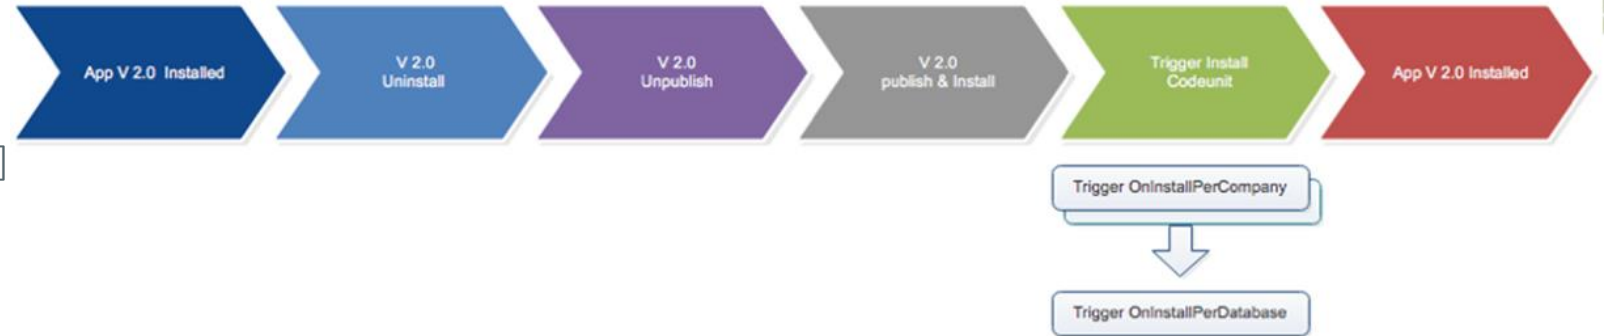 App V 2.0 Installed
V 2.0
Uninstall
V 2.0
Unpublish
V 2.0
publish & Install
Trigger Install
Codeunit
App V 2.0 Installed
Trigger OnInstallPerCompany
Trigger OnInstallPerDatabase